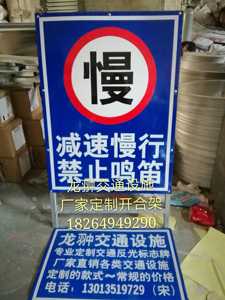 慢
减速慢行
禁止鸣笛
龙翀交通设施
厂家定制开合架
18264949290
龙翀交通设施
专业定制交通反光标志牌
厂家直销各类交通设施
定制的款式～常规的价格
电话：13013519729（宋）